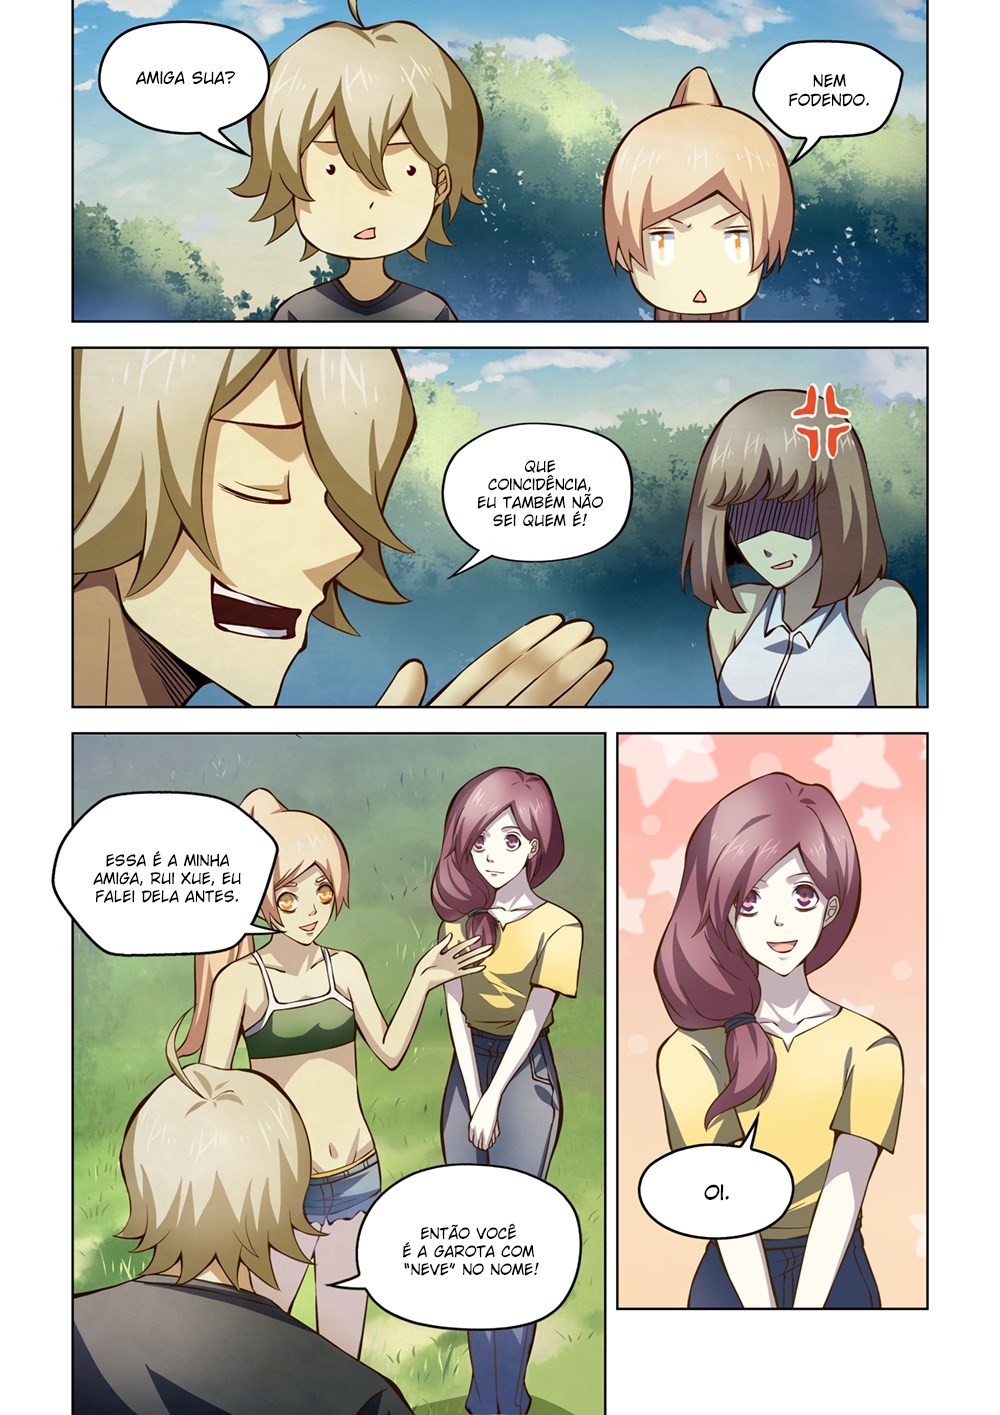 AMIGA SUA?
NEM
FODENDO.
QUE
COINCIDÊNCIA,
EU TAMBÉM NÃO
SEI QUEM É!
ESSA É A MINHA
AMIGA, RUI XUE, EU
FALEI DELA ANTES.
OI.
ENTÃO VOCÊ
É A GAROTA COM
"NEVE" NO NOME!